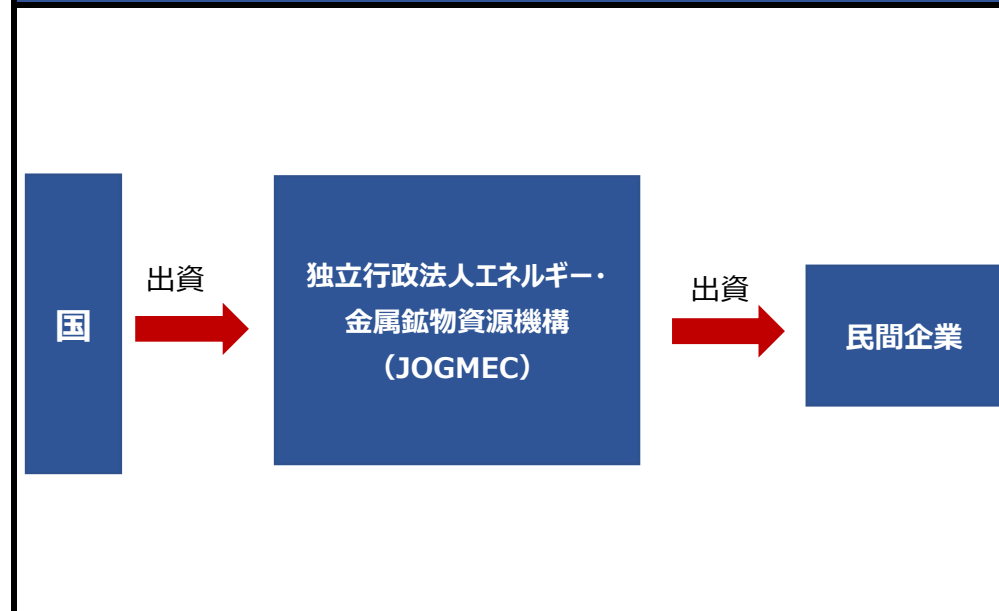 国
出資
独立行政法人エネルギー・
金属鉱物資源機構
（JOGMEC）
出資
民間企業